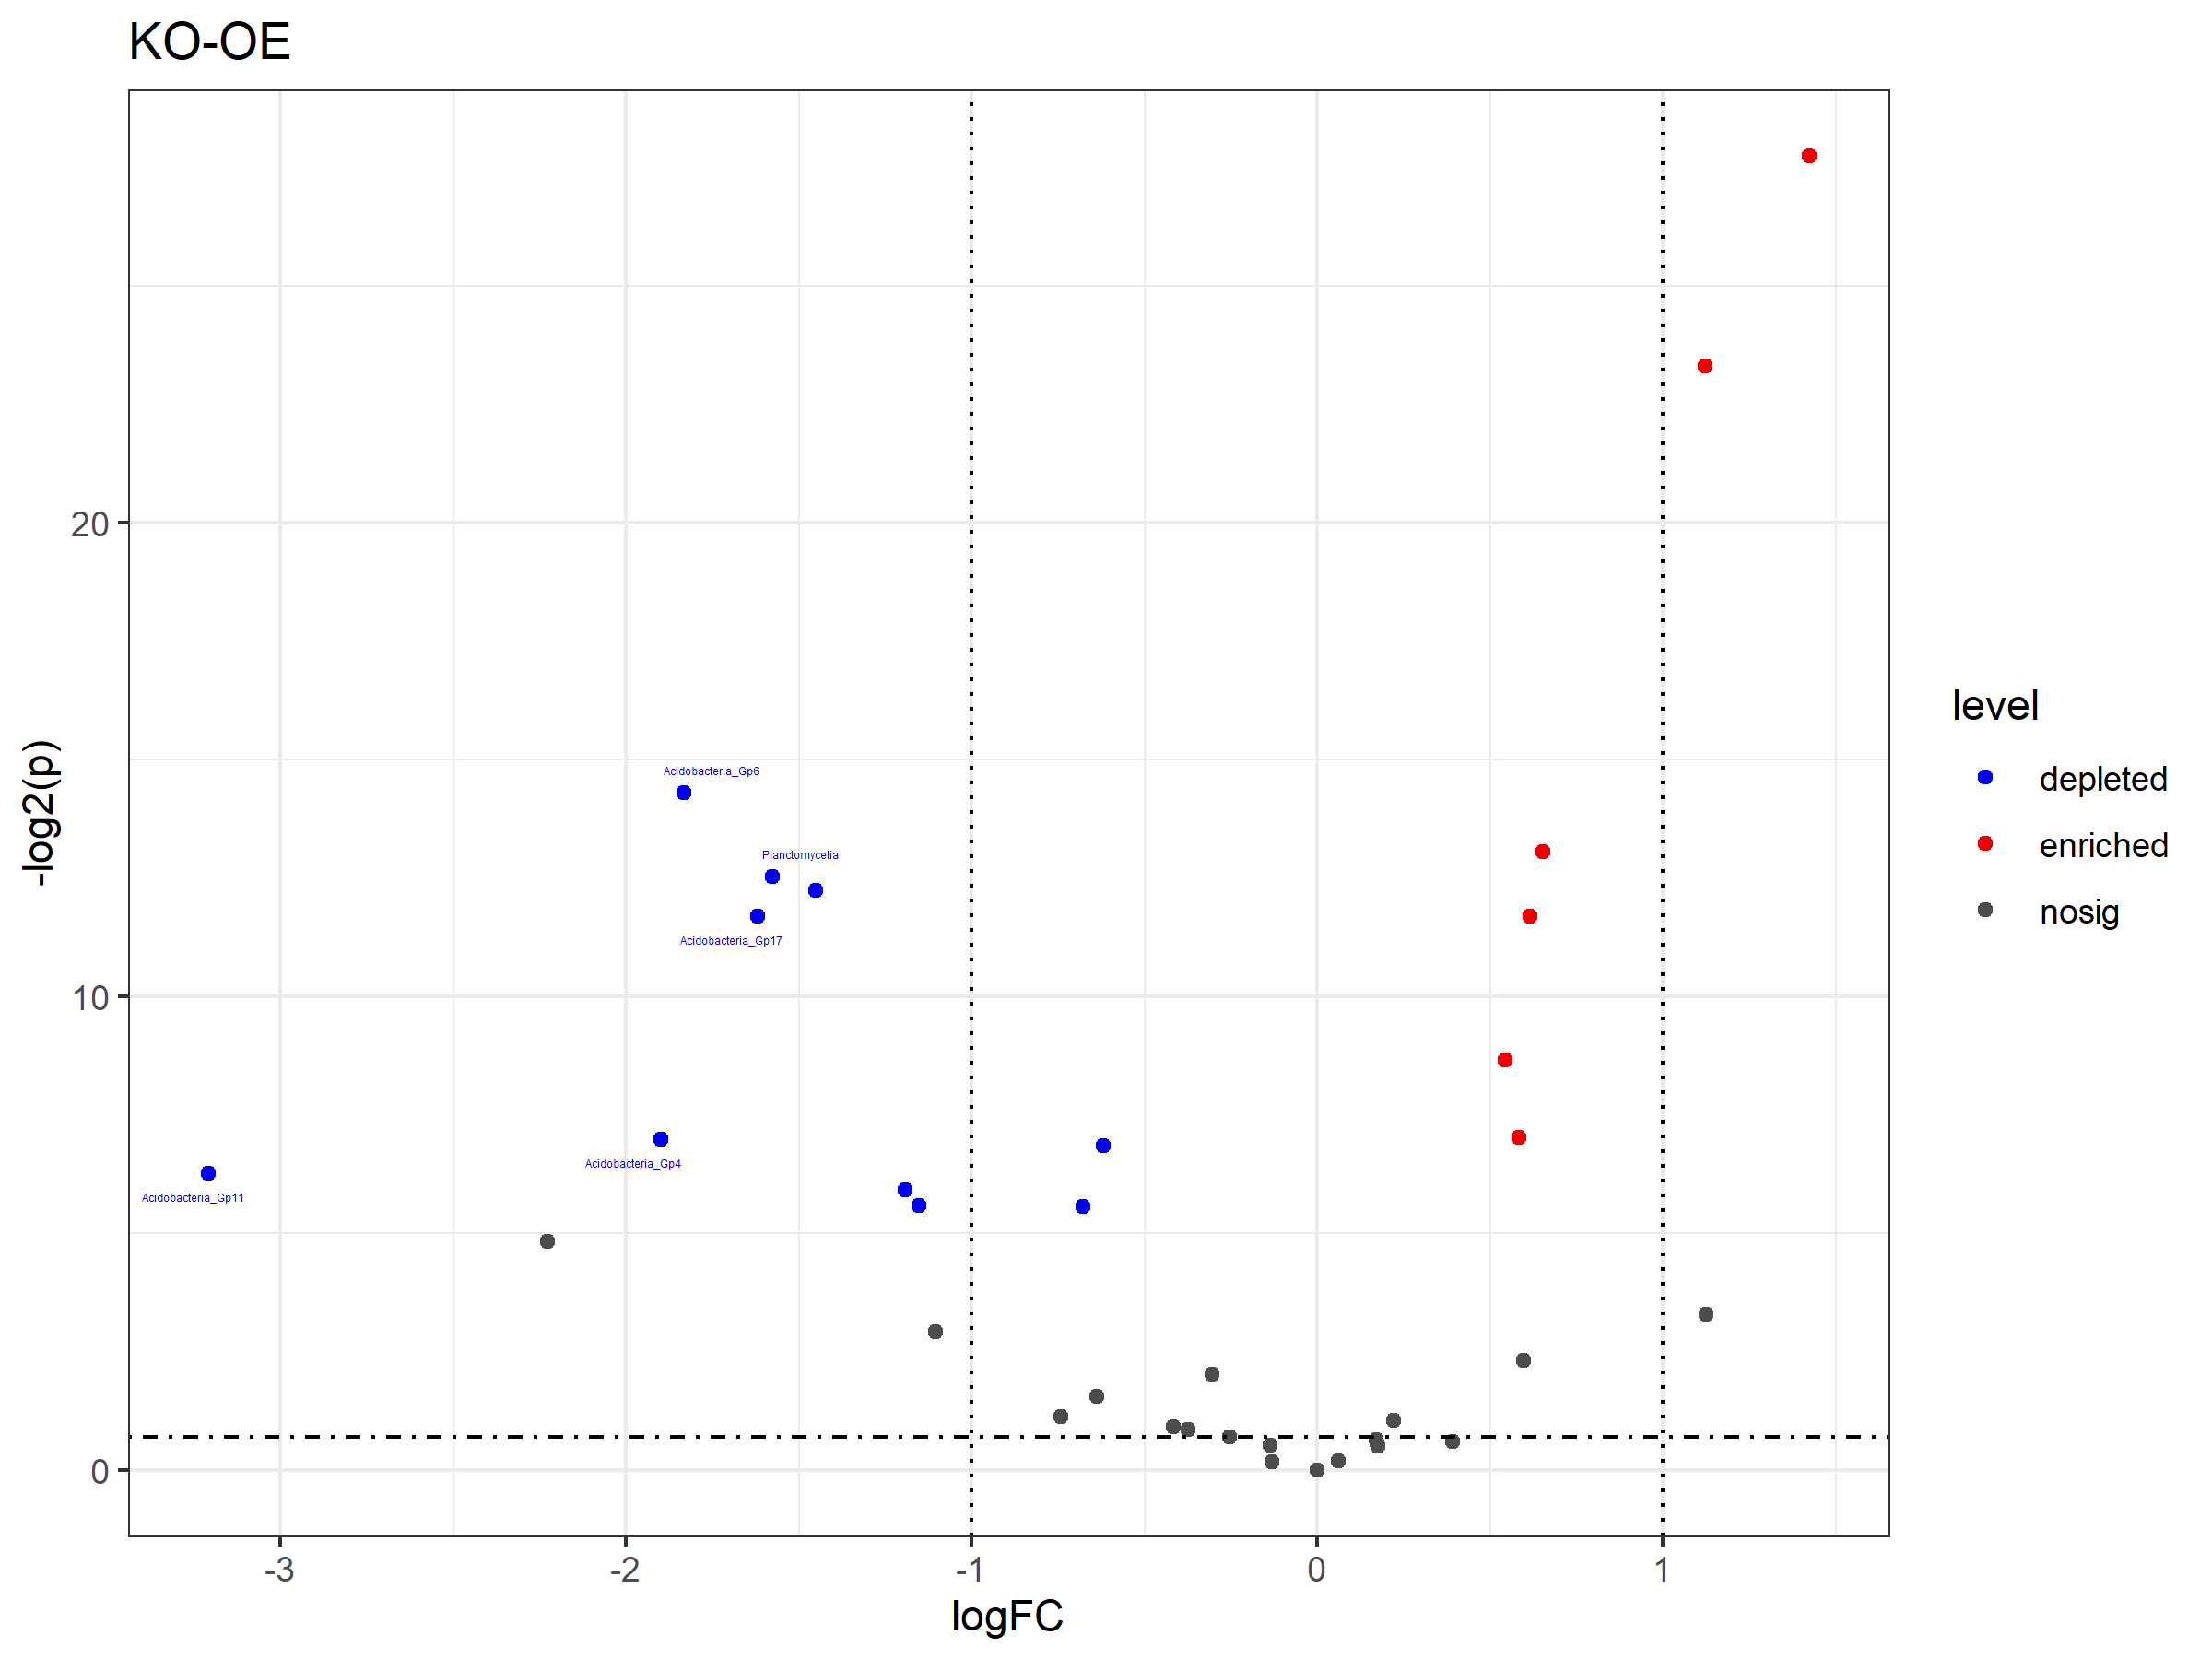 KO-OE
20
10
0
-log2(p)
Acidobacteria_Gp6
Planctomycetia
Acidobacteria_Gp17
Acidobacteria_Gp4
Acidobacteria_Gp11
-3
-2
-1
0
1
logFC
level
depleted
enriched
nosig